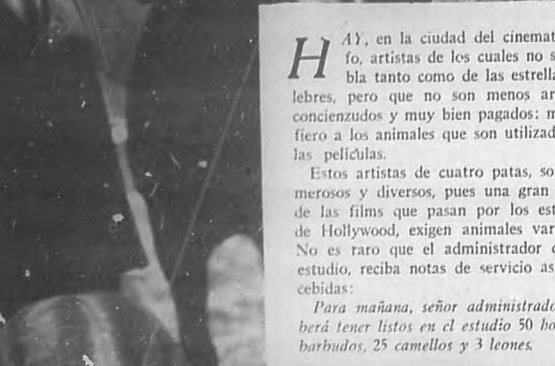 HAY, en la ciudad del cinemat
fo, artistas de los cuales no s
bla tanto como de las estrella
lebres, pero que no son menos ar
concienzudos y muy bien pagados: m
fiero a los animales que son utilizad
las películas.
Estos artistas de cuatro patas, so
merosos y diversos, pues una gran
de las films que pasan por los est
de Hollywood, exigen animales var
No es raro que el administrador d
estudio, reciba notas de servicio as
cebidas:
Para mañana, señor administrado
berá tener listos en el estudio 50 bo
barbudos, 25 camellos y 3 leones.